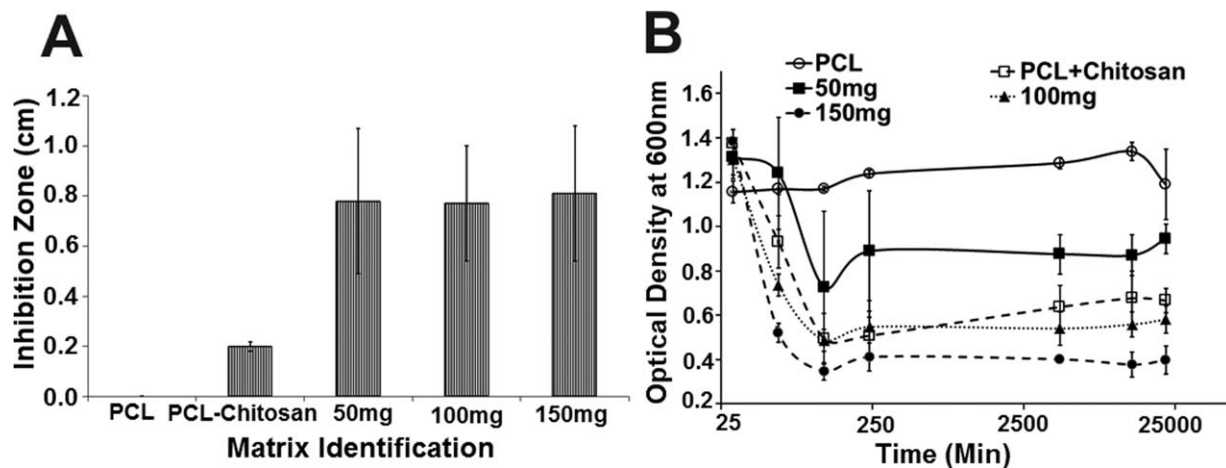 A
Inhibition Zone (cm)
1.2
1.0
0.8
0.6
0.4
0.2
0.0
PCL PCL-Chitosan 50mg 100mg 150mg
Matrix Identification
B
PCL
50mg
150mg
PCL+Chitosan
100mg
Optical Density at 600nm
1.6
1.4
1.2
1.0
0.8
0.6
0.4
0.2
25 250 2500 25000
Time (Min)